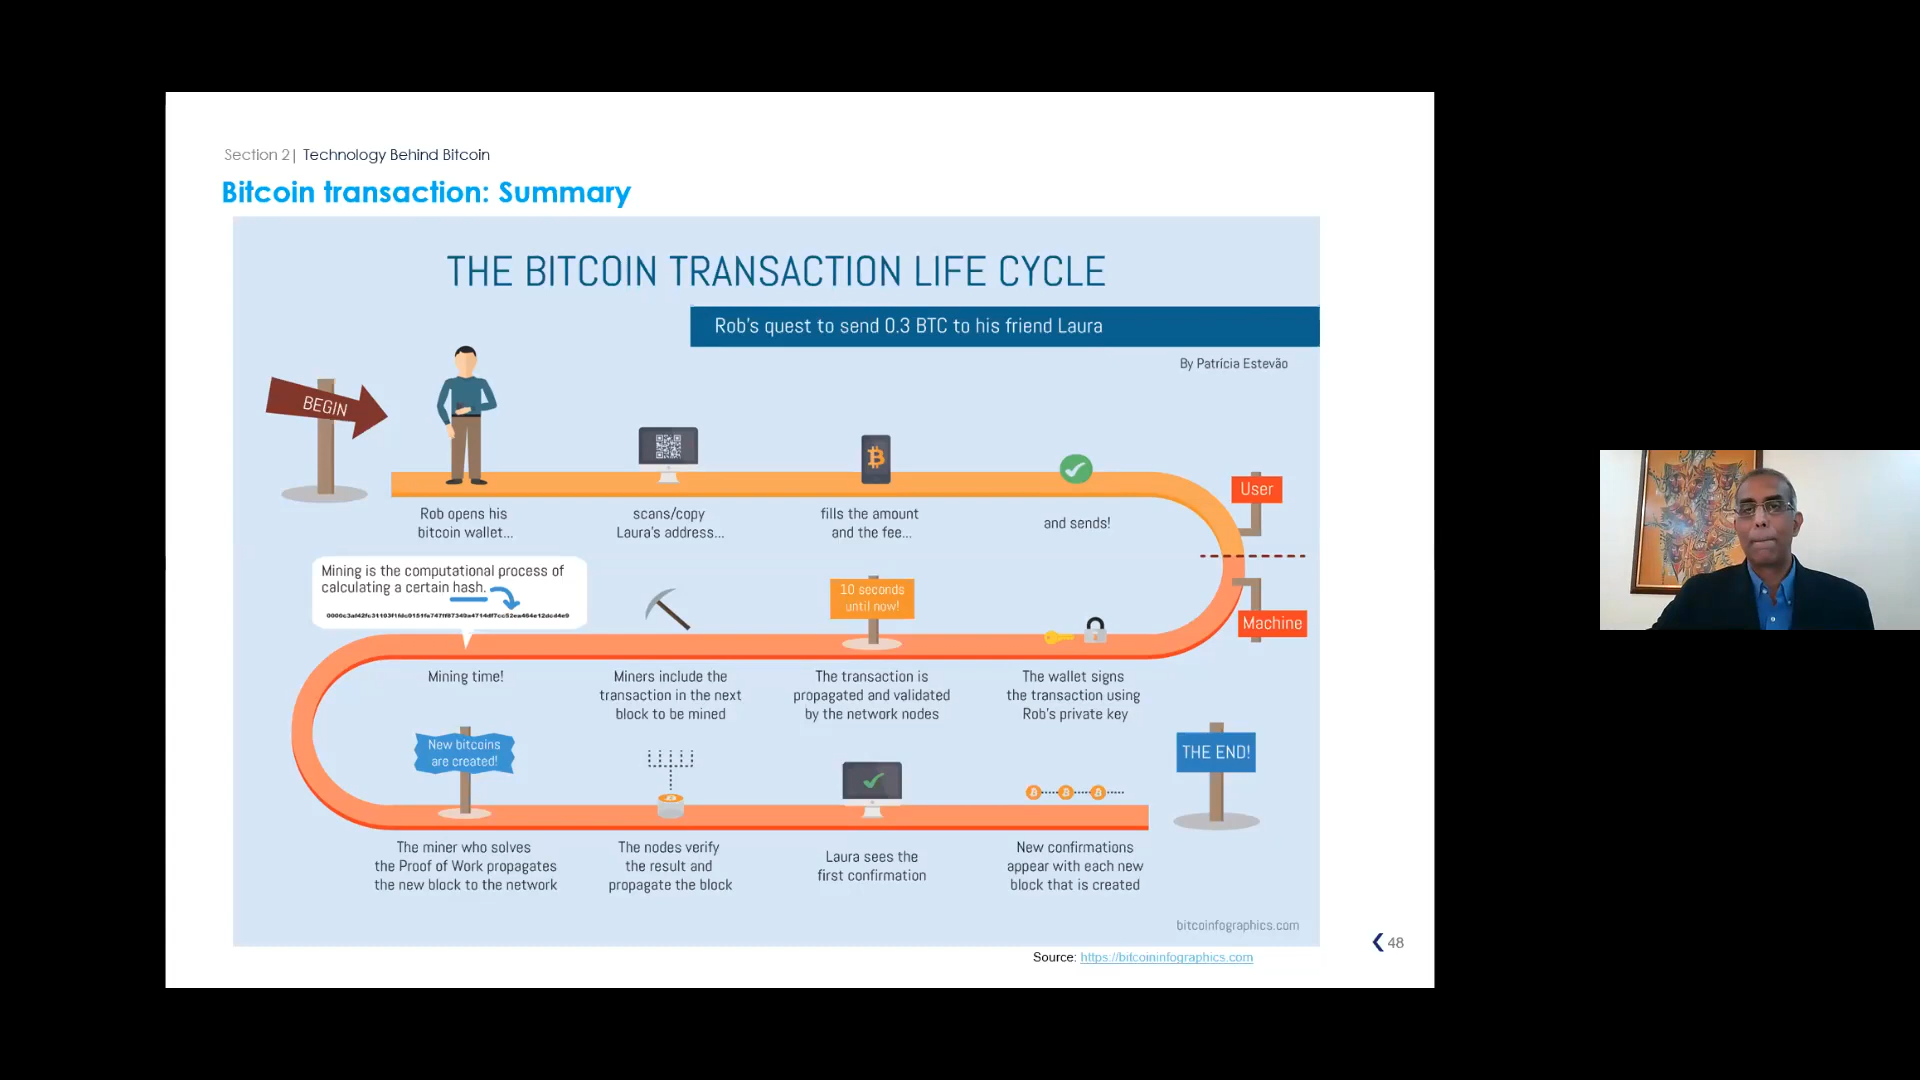 Section 2| Technology Behind Bitcoin
Bitcoin transaction: Summary
THE BITCOIN TRANSACTION LIFE CYCLE
Rob's quest to send 0.3 BTC to his friend Laura
By Patrícia Estevão
BEGIN
Rob opens his
bitcoin wallet...
scans/copy
Laura's address...
fills the amount
and the fee...
and sends!
User
Machine
The wallet signs
the transaction using
Rob's private key
10 seconds
until now!
The transaction is
propagated and validated
by the network nodes
Miners include the
transaction in the next
block to be mined
Mining is the computational process of
calculating a certain hash.
Mining time!
New bitcoins
are created!
The miner who solves
the Proof of Work propagates
the new block to the network
The nodes verify
the result and
propagate the block
Laura sees the
first confirmation
New confirmations
appear with each new
block that is created
THE END!
bitcoinfographics.com
Source: https://bitcoininfographics.com
48